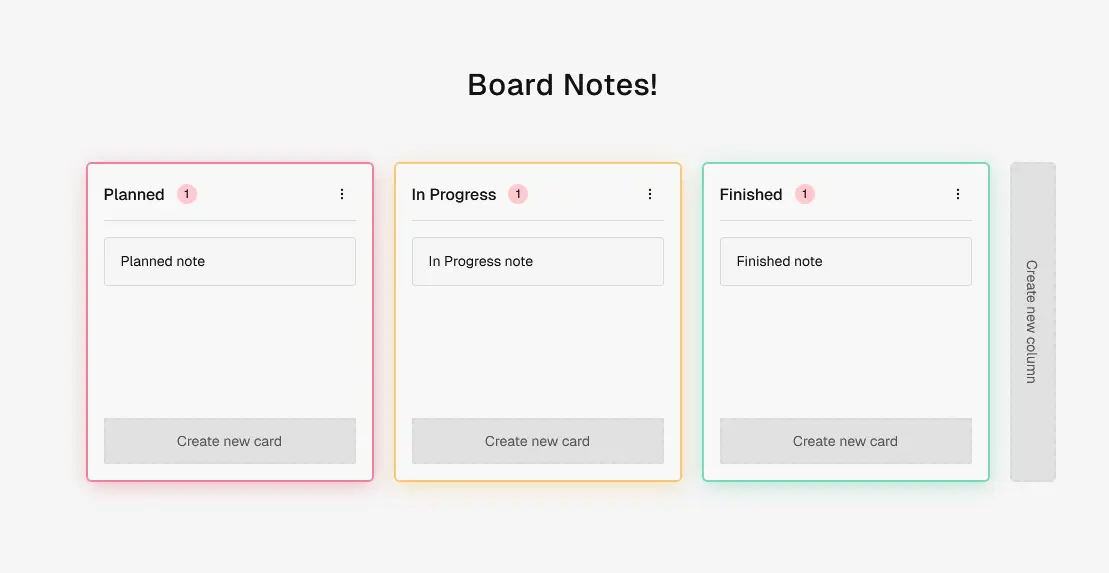 Board Notes!
Planned 1
Planned note
Create new card
In Progress 1
In Progress note
Create new card
Finished 1
Finished note
Create new card
Create new column